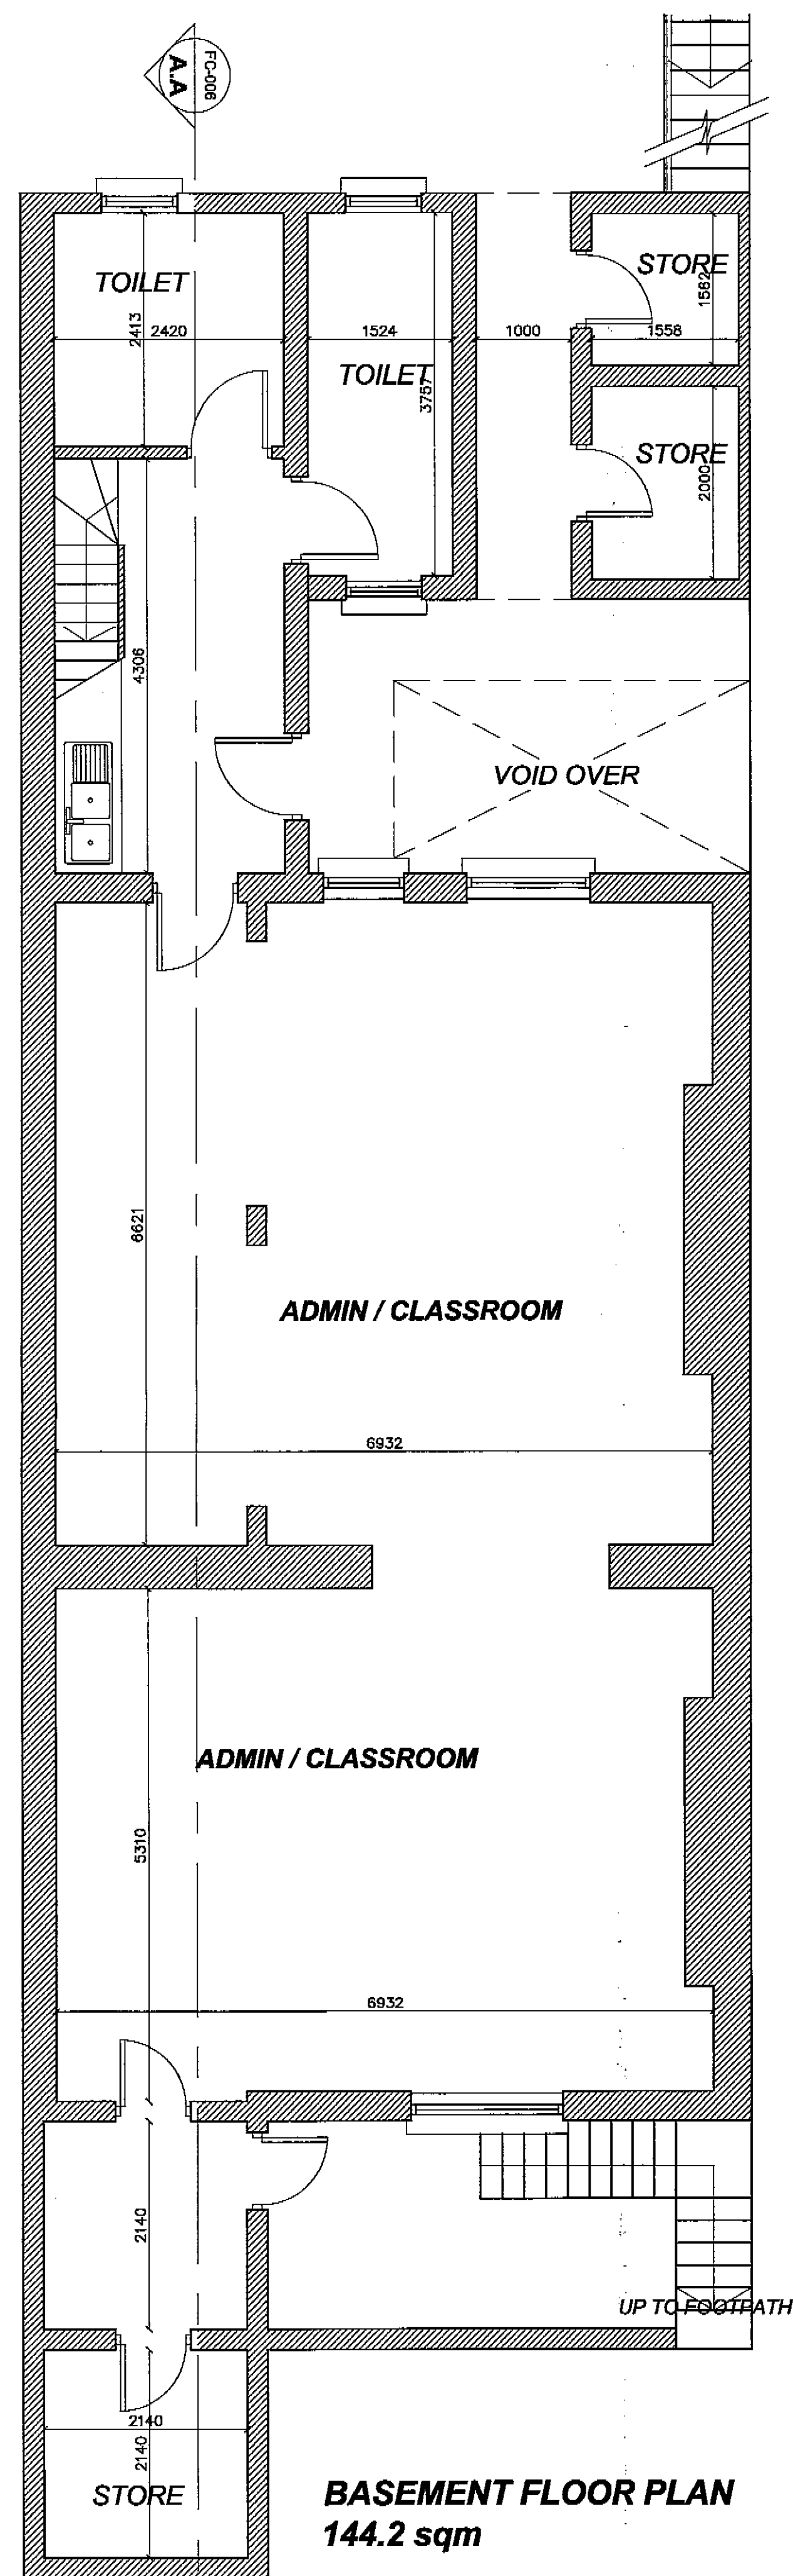 FC-006
A.A
TOILET
2413
2420
1524
TOILET
3757
1000
STORE
1562
1558
STORE
2000
4306
VOID OVER
6621
ADMIN / CLASSROOM
6932
ADMIN / CLASSROOM
5310
6932
2140
UP TO FOOTPATH
2140
2140
STORE
BASEMENT FLOOR PLAN
144.2 sqm